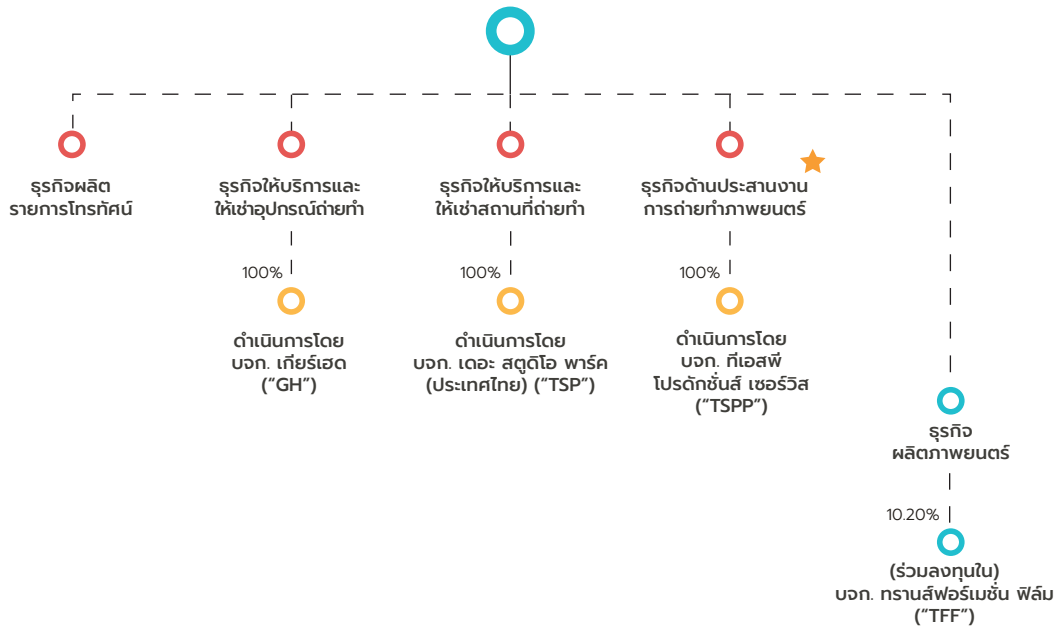 ธุรกิจผลิต
รายการโทรทัศน์
ธุรกิจให้บริการและ
ให้เช่าอุปกรณ์ถ่ายทำ
100%
ดำเนินการโดย
บจก. เกียร์เฮด
(“GH”)
ธุรกิจให้บริการและ
ให้เช่าสถานที่ถ่ายทำ
100%
ดำเนินการโดย
บจก. เดอะ สตูดิโอ พาร์ค
(ประเทศไทย) (“TSP”)
ธุรกิจด้านประสานงาน
การถ่ายทำภาพยนตร์
100%
ดำเนินการโดย
บจก. ทีเอสพี
โปรดักชั่นส์ เซอร์วิส
(“TSPP”)
ธุรกิจ
ผลิตภาพยนตร์
10.20%
(ร่วมลงทุนใน)
บจก. ทรานส์ฟอร์เมชั่น ฟิล์ม
(“TFF”)